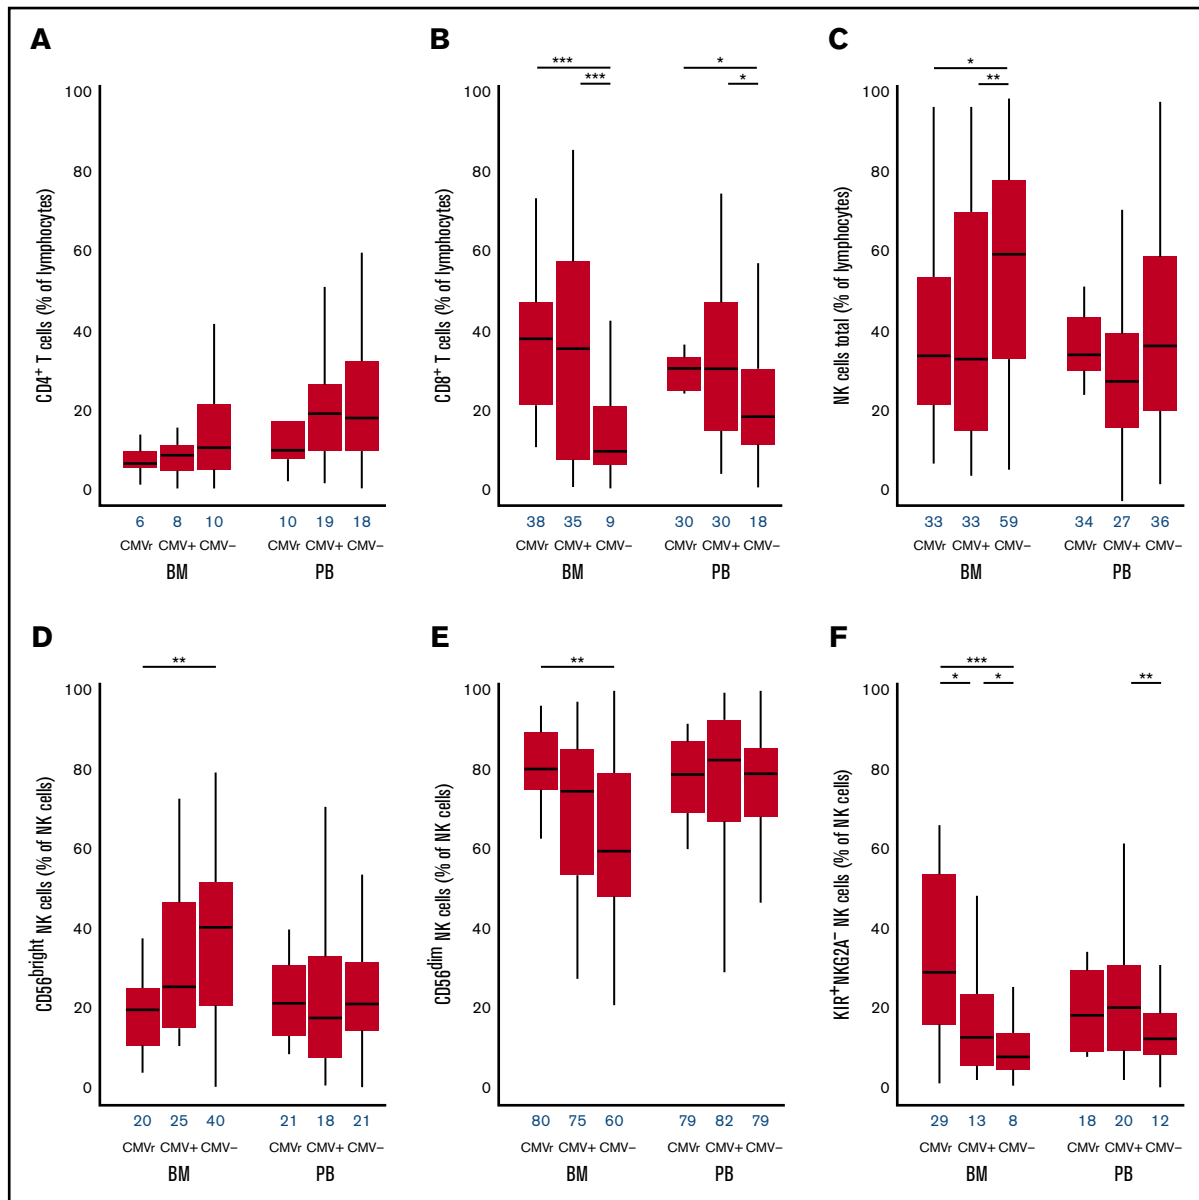 A
CD4+ T cells (% of lymphocytes)
100
80
60
40
20
0
6 8 10 10 19 18
CMVr CMV+ CMV− CMVr CMV+ CMV−
BM PB
B
CD8+ T cells (% of lymphocytes)
*** *
*** *
100
80
60
40
20
0
38 35 9 30 30 18
CMVr CMV+ CMV− CMVr CMV+ CMV−
BM PB
C
NK cells total (% of lymphocytes)
*
**
100
80
60
40
20
0
33 33 59 34 27 36
CMVr CMV+ CMV− CMVr CMV+ CMV−
BM PB
D
CD56bright NK cells (% of NK cells)
**
100
80
60
40
20
0
20 25 40 21 18 21
CMVr CMV+ CMV− CMVr CMV+ CMV−
BM PB
E
CD56dim NK cells (% of NK cells)
**
100
80
60
40
20
0
80 75 60 79 82 79
CMVr CMV+ CMV− CMVr CMV+ CMV−
BM PB
F
KIR+NKG2A− NK cells (% of NK cells)
***
* * **
100
80
60
40
20
0
29 13 8 18 20 12
CMVr CMV+ CMV− CMVr CMV+ CMV−
BM PB